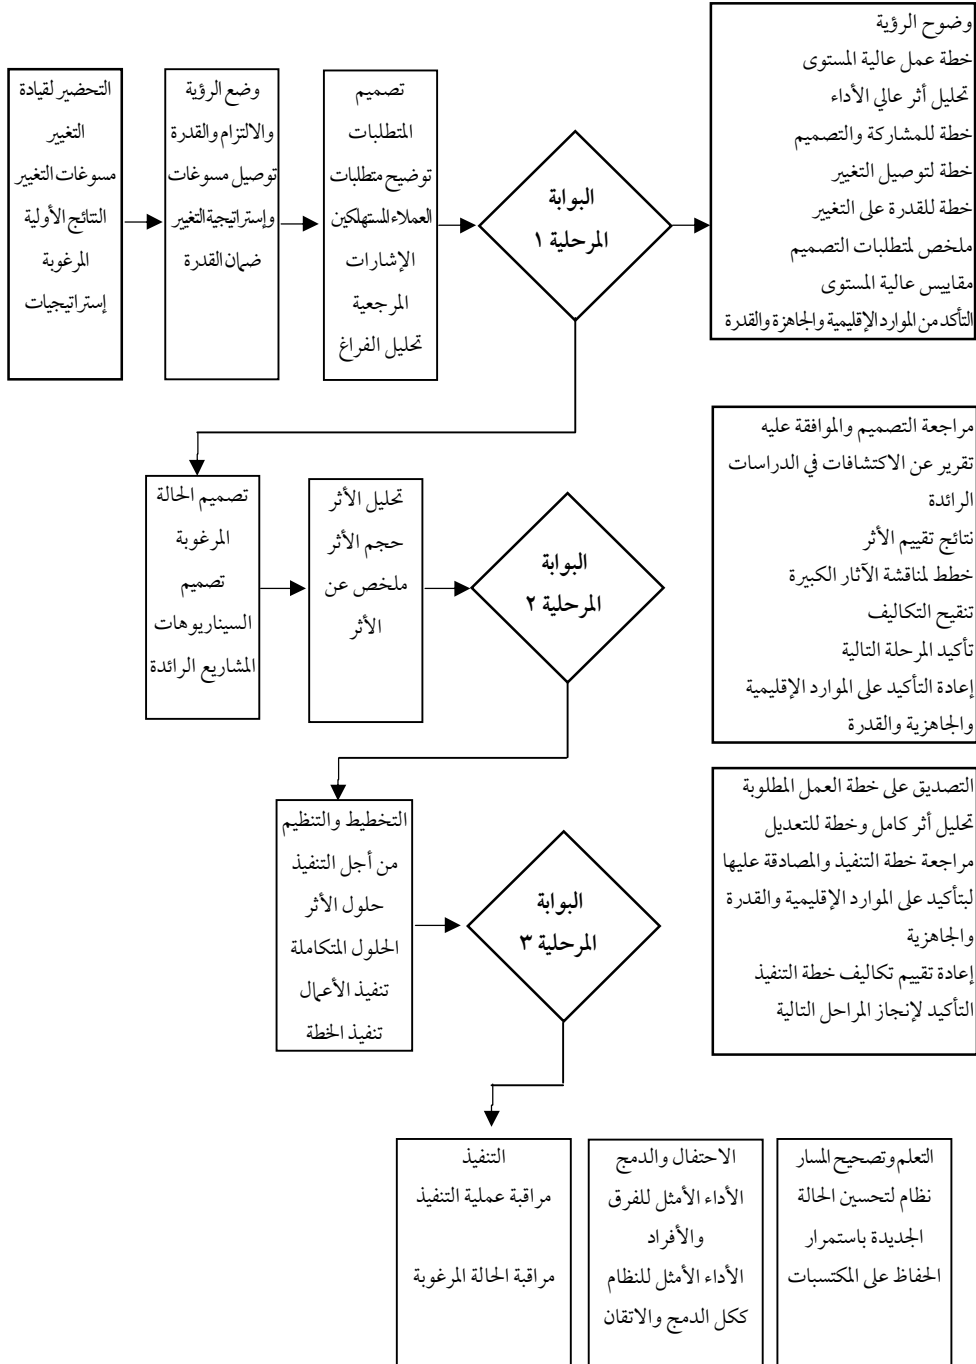 التحضير لقيادة
التغيير
مسوغات التغيير
النتائج الأولية
المرغوبة
إستراتيجيات
وضع الرؤية
والالتزام والقدرة
توصيل مسوغات
وإستراتيجية التغيير
ضمان القدرة
تصميم
المتطلبات
توضيح متطلبات
العملاء المستهلكين
الإشارات
المرجعية
تحليل الفراغ
البوابة
المرحلية ١
وضوح الرؤية
خطة عمل عالية المستوى
تحليل أثر عالي الأداء
خطة للمشاركة والتصميم
خطة لتوصيل التغيير
خطة للقدرة على التغيير
ملخص لمتطلبات التصميم
مقاييس عالية المستوى
التأكد من الموارد الإقليمية والجاهزة والقدرة
تصميم الحالة
المرغوبة
تصميم
السيناريوهات
المشاريع الرائدة
تحليل الأثر
حجم الأثر
ملخص عن
الأثر
البوابة
المرحلية ٢
مراجعة التصميم والموافقة عليه
تقرير عن الاكتشافات في الدراسات
الرائدة
نتائج تقييم الأثر
خطط لمناقشة الآثار الكبيرة
تنقيح التكاليف
تأكيد المرحلة التالية
إعادة التأكيد على الموارد الإقليمية
والجاهزية والقدرة
التخطيط والتنظيم
من أجل التنفيذ
حلول الأثر
الحلول المتكاملة
تنفيذ الأعمال
تنفيذ الخطة
البوابة
المرحلية ٣
التصديق على خطة العمل المطلوبة
تحليل أثر كامل وخطة للتعديل
مراجعة خطة التنفيذ والمصادقة عليها
لبتأكيد على الموارد الإقليمية والقدرة
والجاهزية
إعادة تقييم تكاليف خطة التنفيذ
التأكيد لإنجاز المراحل التالية
التنفيذ
مراقبة عملية التنفيذ
مراقبة الحالة المرغوبة
الاحتفال والدمج
الأداء الأمثل للفرق
والأفراد
الأداء الأمثل للنظام
ككل الدمج والاتقان
التعلم وتصحيح المسار
نظام لتحسين الحالة
الجديدة باستمرار
الحفاظ على المكتسبات